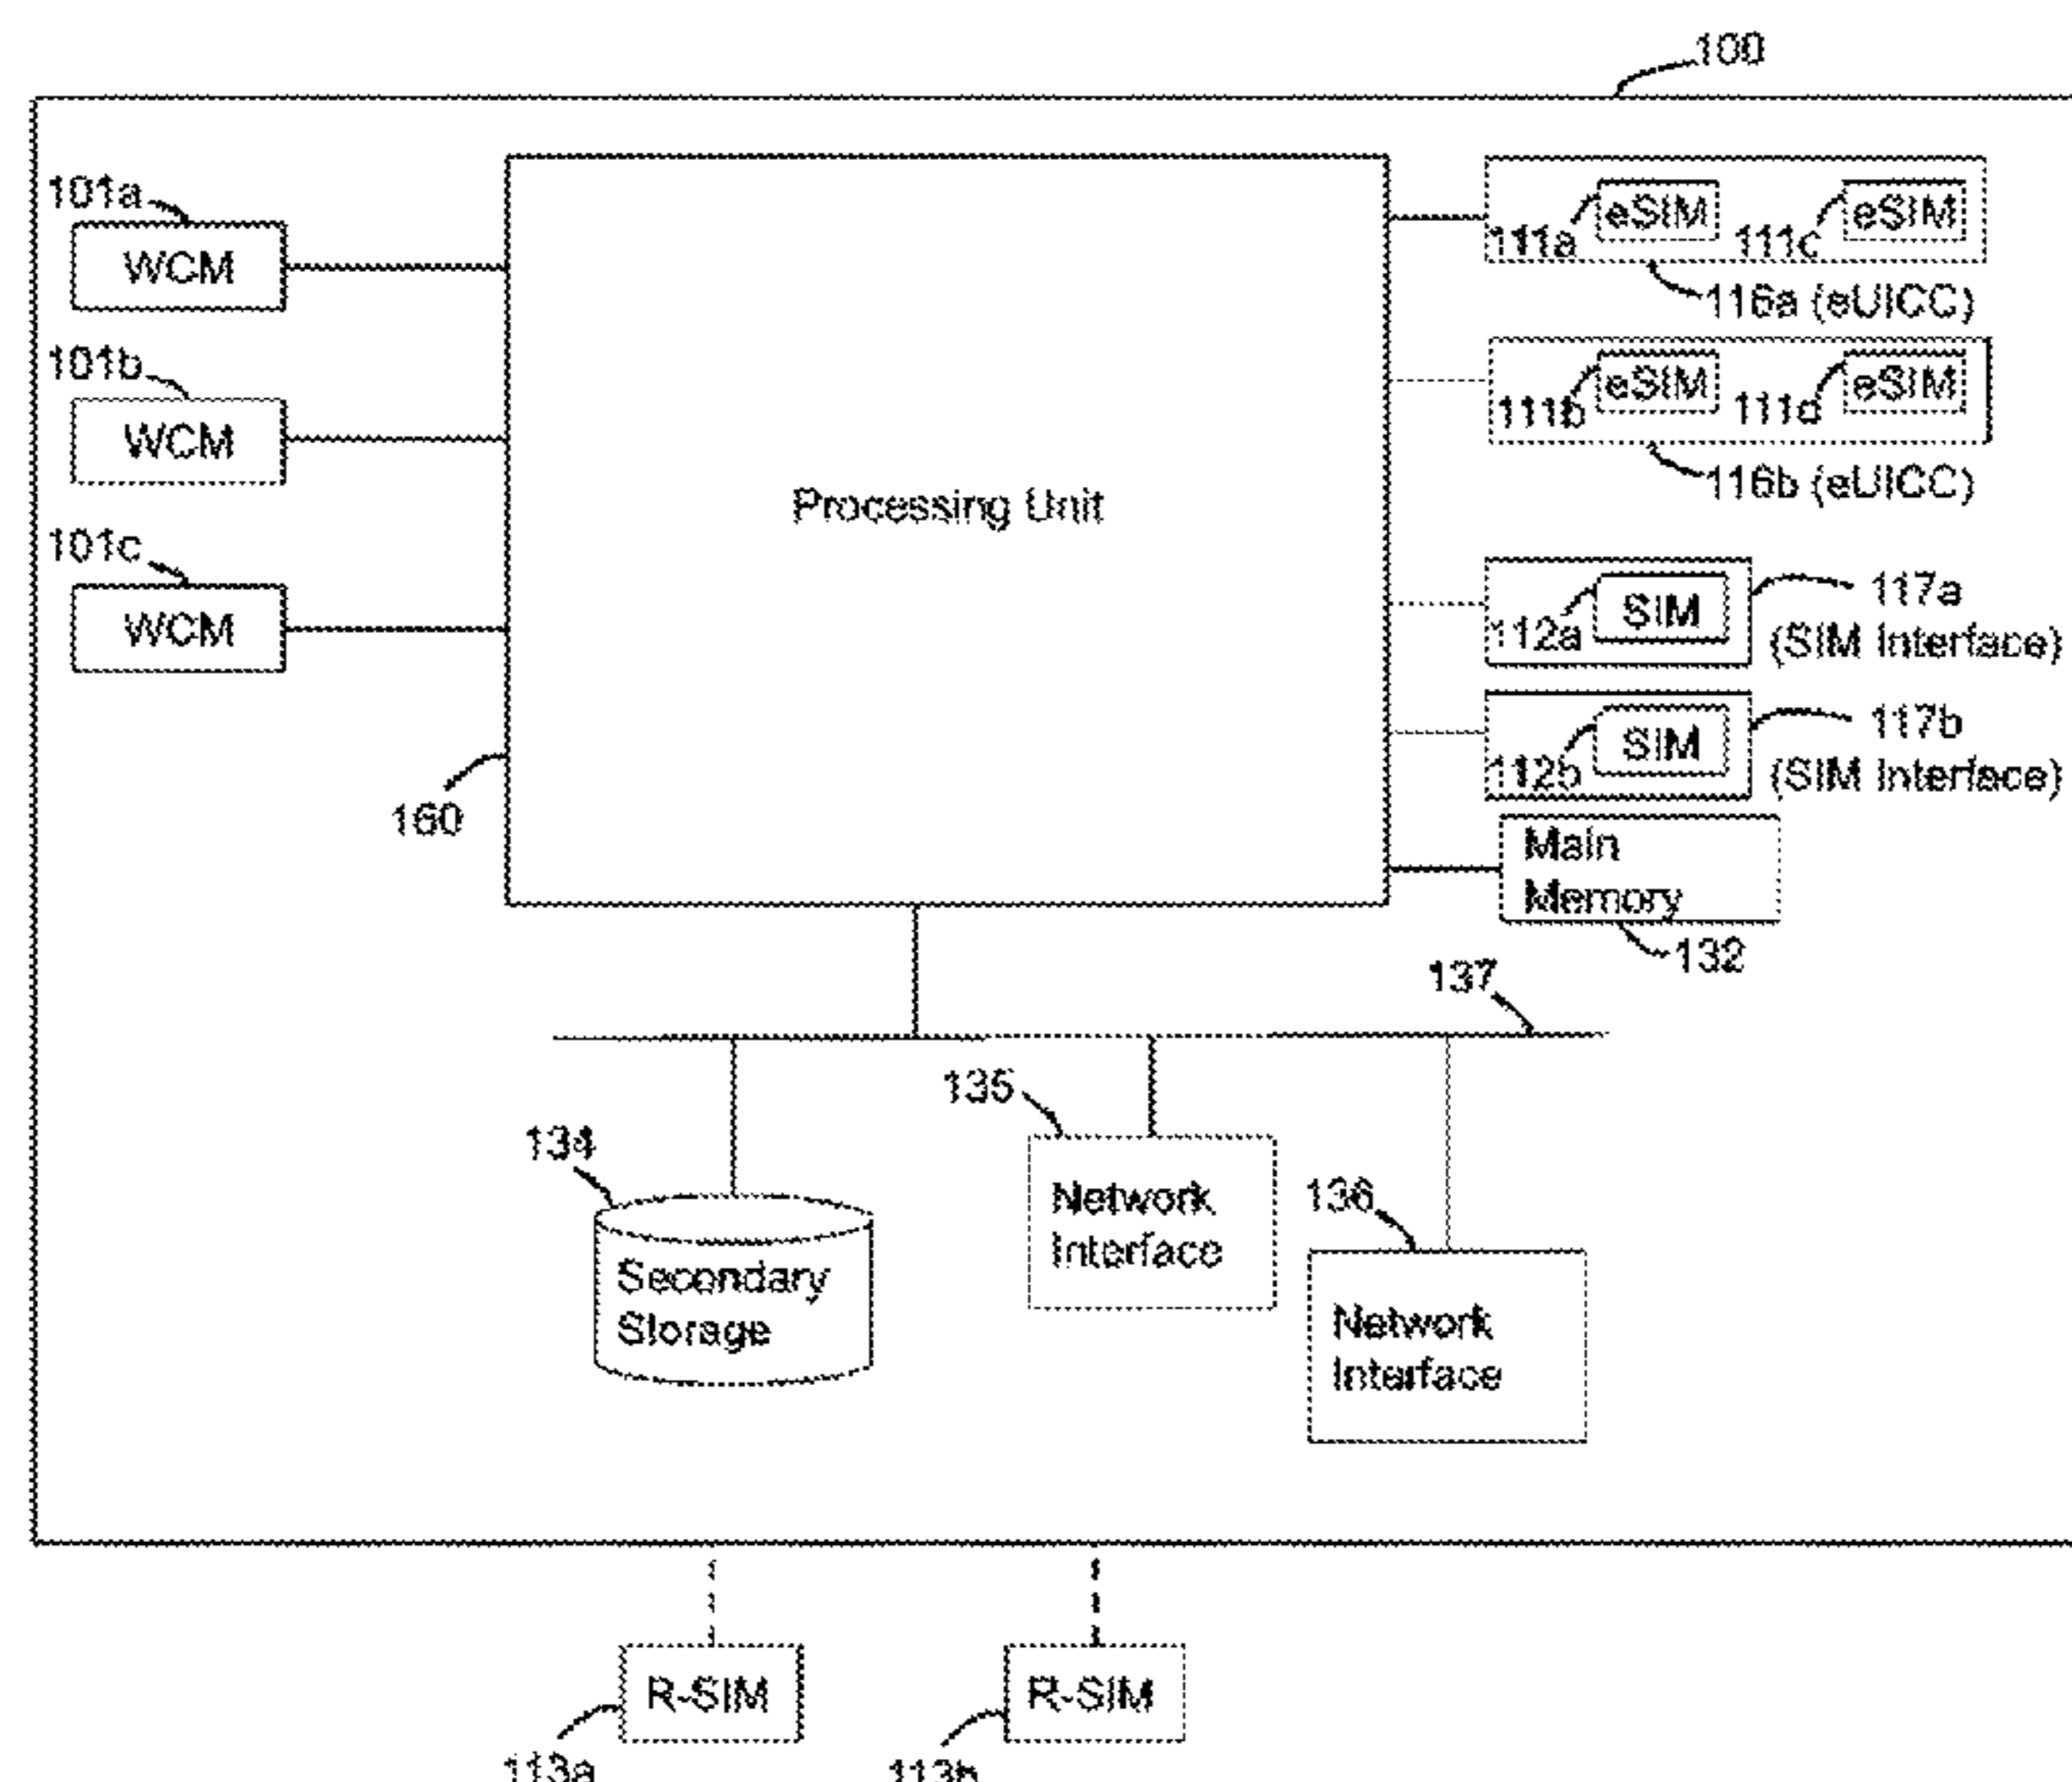 100
101a
WCM
101b
WCM
101c
WCM
Processing Unit
160
111a
eSIM
111c
eSIM
116a (eUICC)
111b
eSIM
111d
eSIM
116b (eUICC)
112a
SIM
117a
(SIM Interface)
112b
SIM
117b
(SIM Interface)
Main
Memory
132
137
134
Secondary
Storage
135
Network
Interface
136
Network
Interface
R-SIM
113a
R-SIM
113b